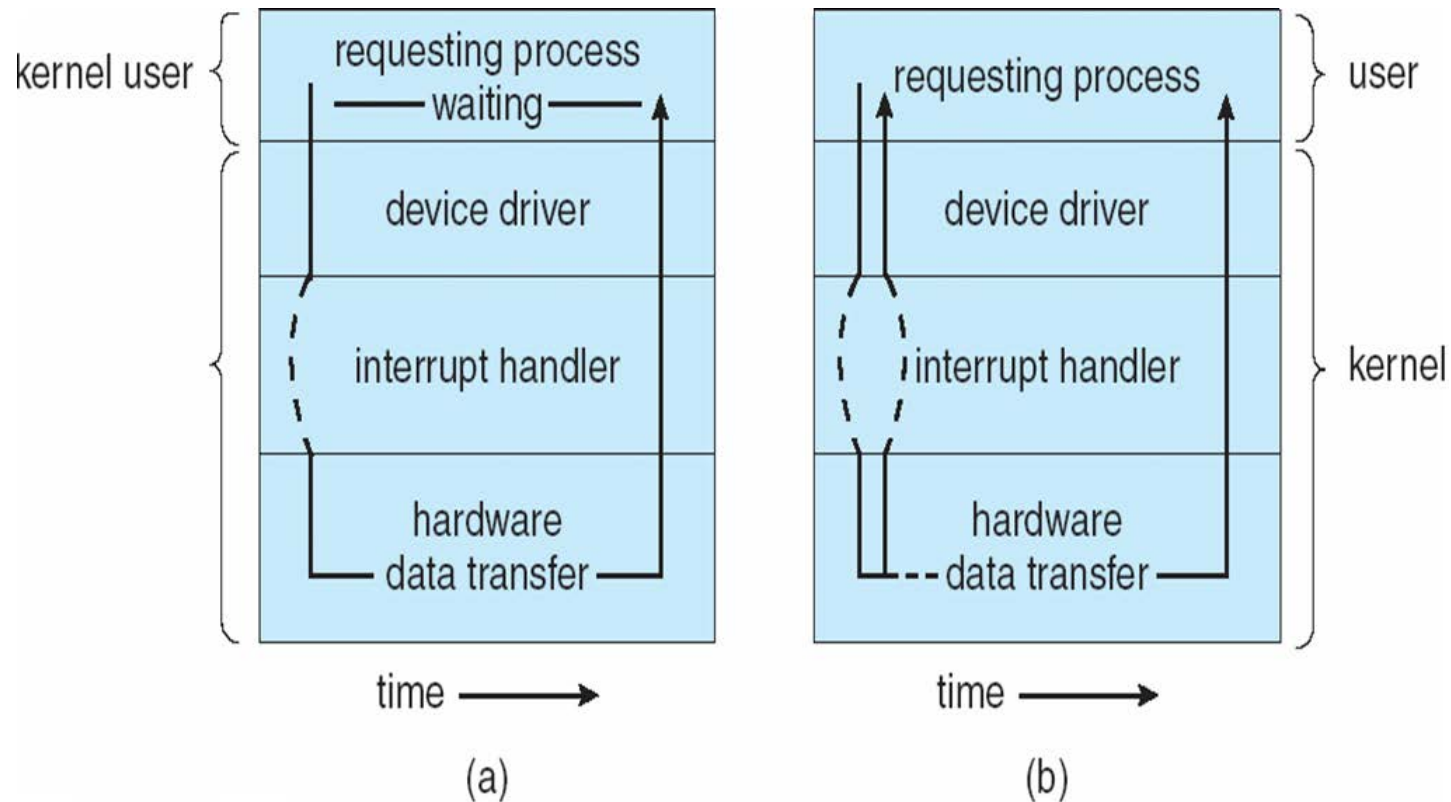 kernel user
requesting process
waiting
device driver
interrupt handler
hardware
data transfer
time
(a)
requesting process
user
device driver
interrupt handler
kernel
hardware
data transfer
time
(b)